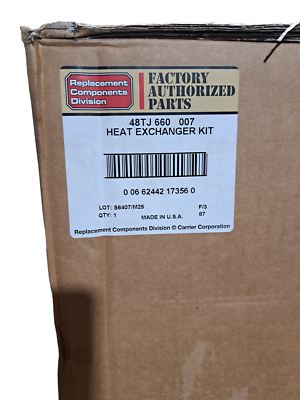 Replacement
Components
Division
FACTORY
AUTHORIZED
PARTS
48TJ 660 007
HEAT EXCHANGER KIT
0 06 62442 17356 0
LOT: S6407/M25 F/3
QTY: 1 MADE IN U.S.A. 87
Replacement Components Division © Carrier Corporation